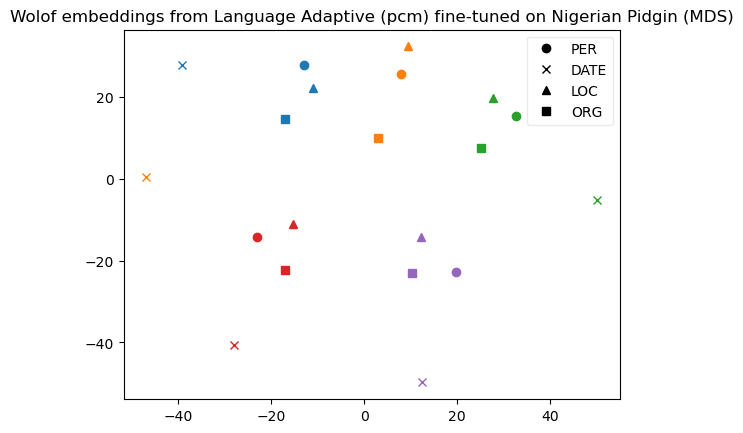 Wolof embeddings from Language Adaptive (pcm) fine-tuned on Nigerian Pidgin (MDS)
PER
DATE
LOC
ORG
20
0
−20
−40
−40 −20 0 20 40